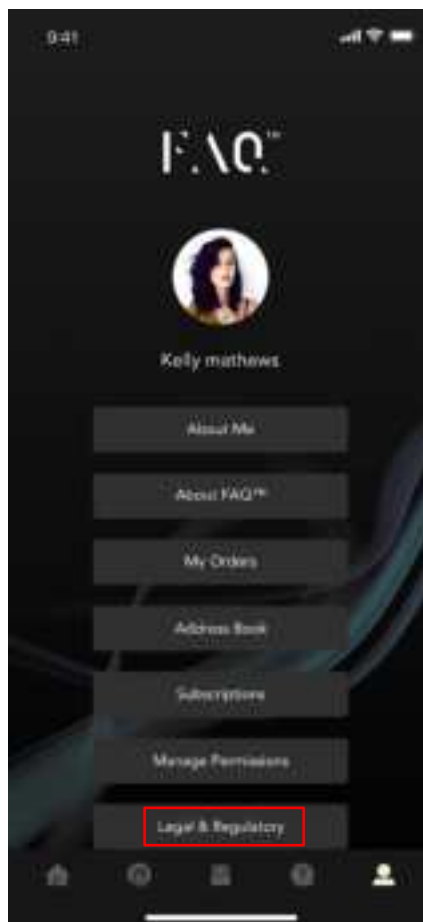 9:41
FAQ™
Kelly mathews
About Me
About FAQ™
My Orders
Address Book
Subscriptions
Manage Permissions
Legal & Regulatory